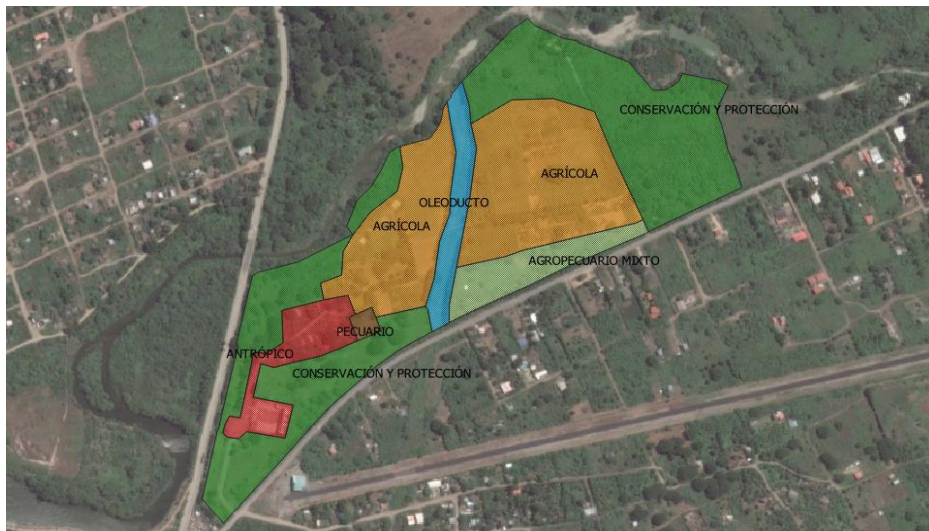 CONSERVACIÓN Y PROTECCIÓN
AGRÍCOLA
OLEODUCTO
AGRÍCOLA
AGROPECUARIO MIXTO
PECUARIO
ANTRÓPICO
CONSERVACIÓN Y PROTECCIÓN